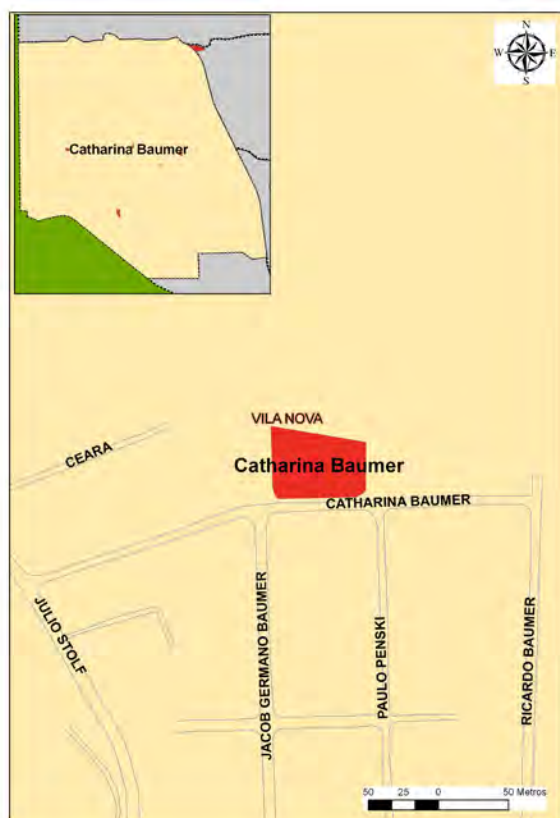 Catharina Baumer
N
W E
S
VILA NOVA
CEARA
Catharina Baumer
CATHARINA BAUMER
JULIO STOLF
JACOB GERMANO BAUMER
PAULO PENSKI
RICARDO BAUMER
50 25 0 50 Metros